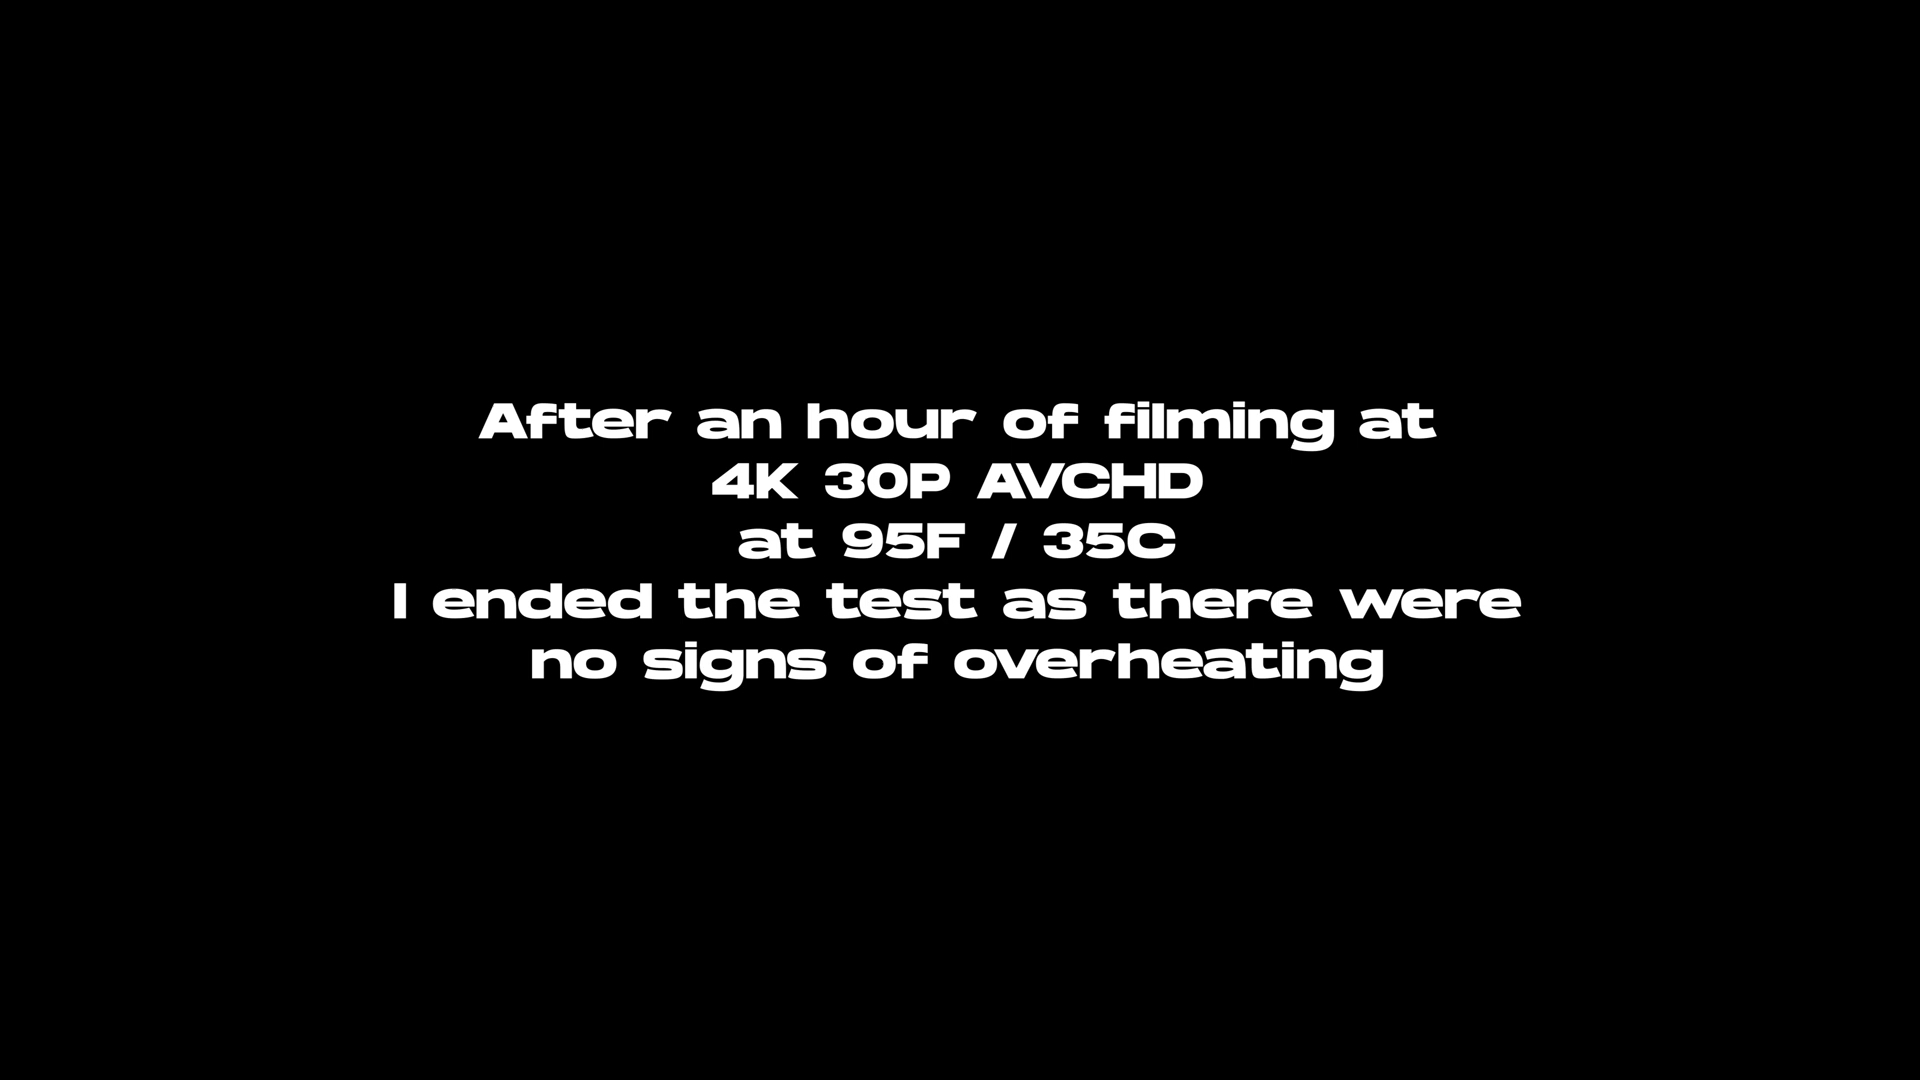 After an hour of filming at
4K 30P AVCHD
at 95F / 35C
I ended the test as there were
no signs of overheating